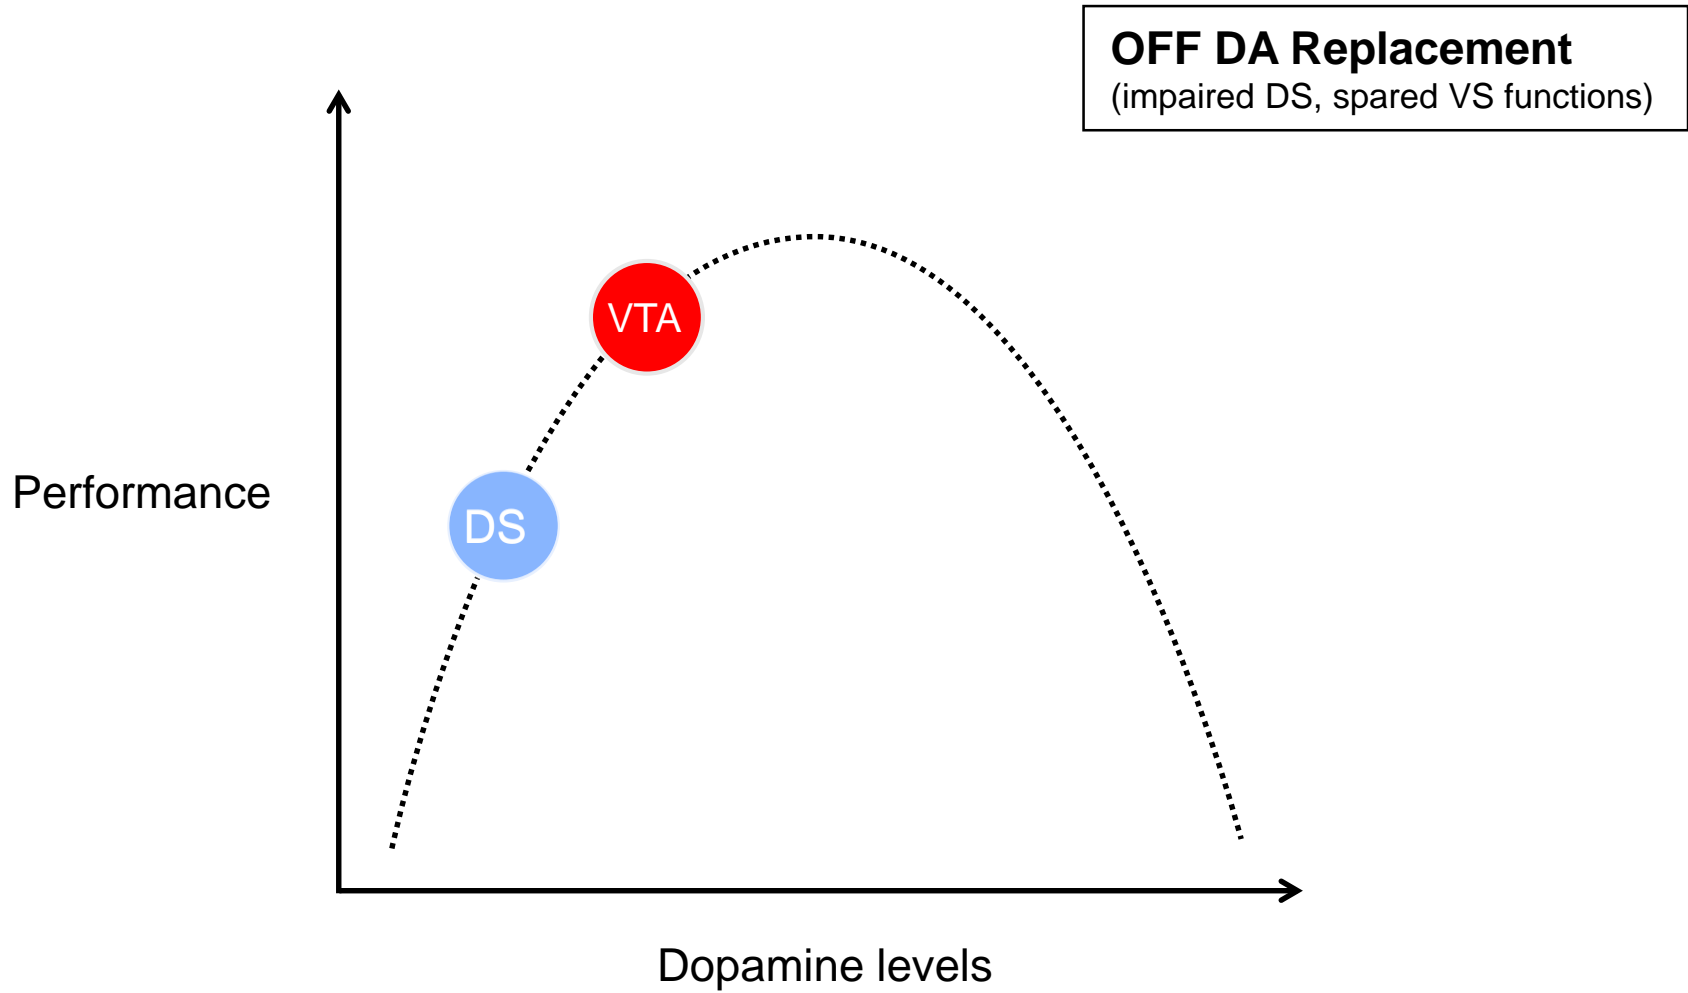 OFF DA Replacement
(impaired DS, spared VS functions)
VTA
Performance
DS
Dopamine levels